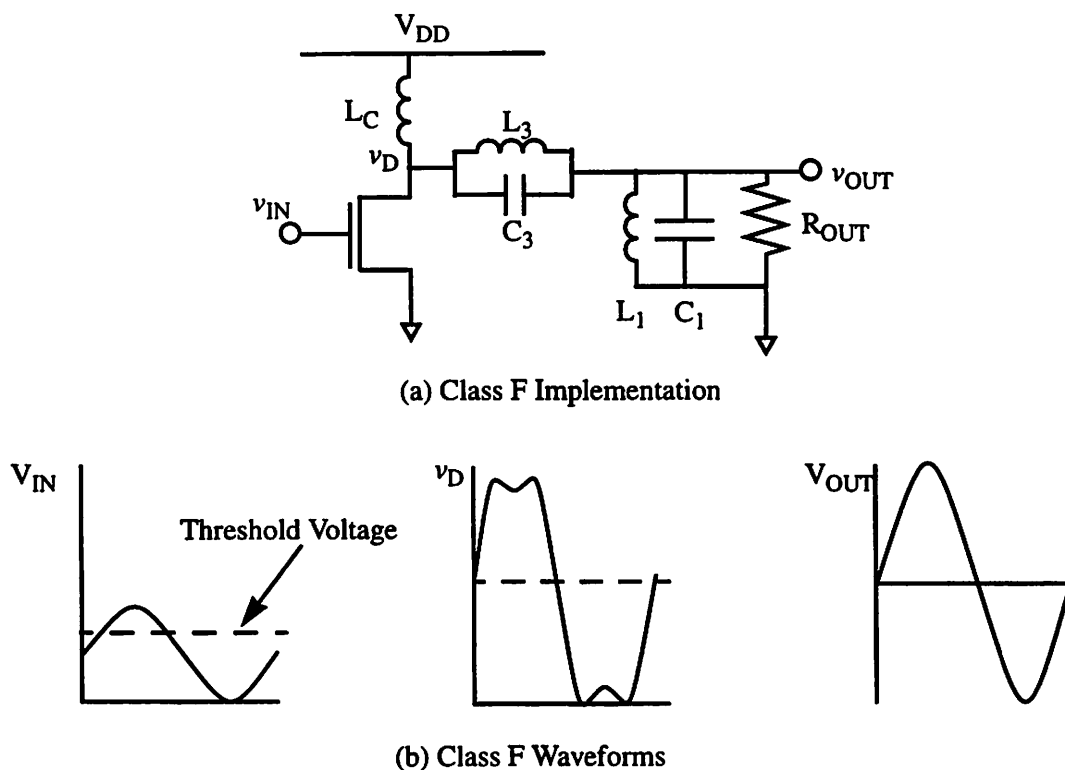 V_DD
L_C
L_3
v_D
v_OUT
v_IN
C_3
R_OUT
L_1
C_1
(a) Class F Implementation
V_IN
v_D
V_OUT
Threshold Voltage
(b) Class F Waveforms